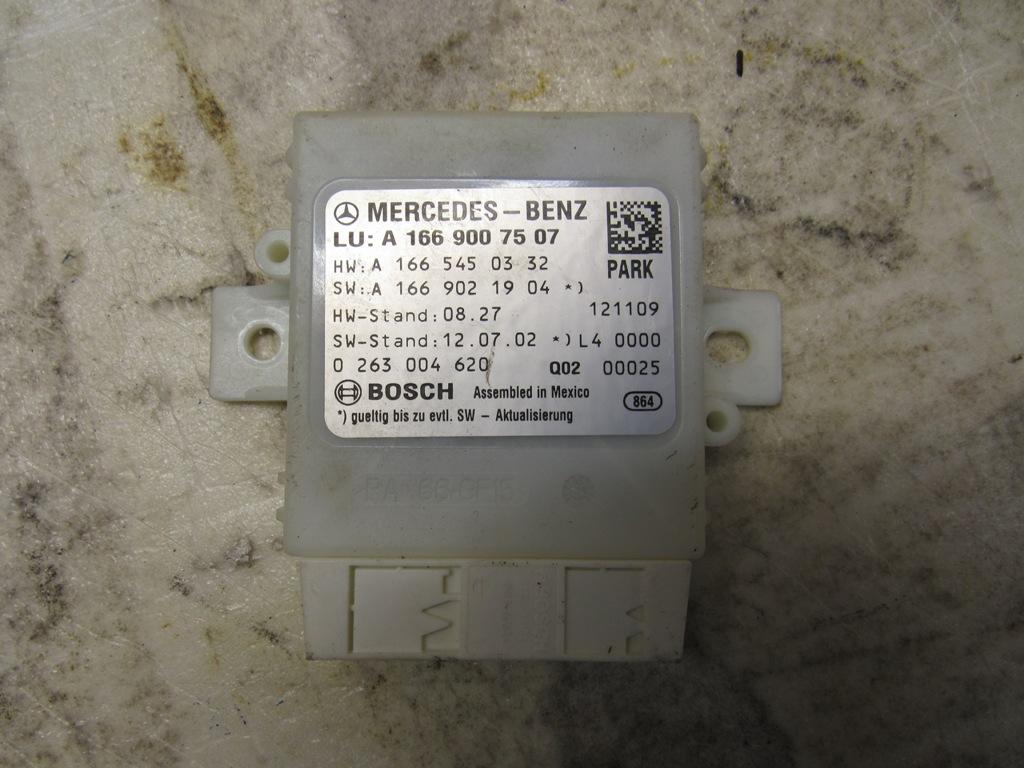 MERCEDES-BENZ
LU: A 166 900 75 07
HW: A 166 545 03 32
PARK
SW: A 166 902 19 04 *)
HW-Stand: 08.27 121109
SW-Stand: 12.07.02 *) L4 0000
0 263 004 620 Q02 00025
BOSCH Assembled in Mexico 864
*) gueltig bis zu evtl. SW - Aktualisierung